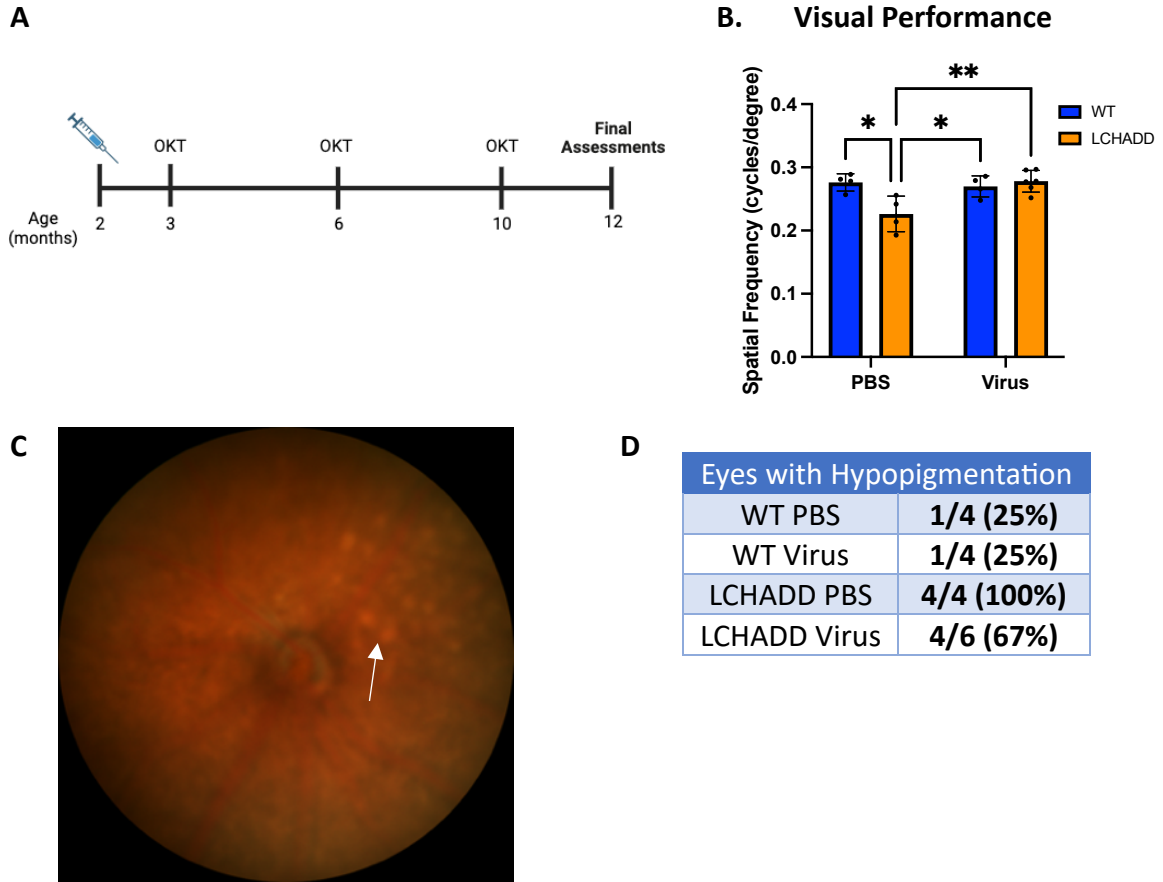 A
OKT OKT OKT Final
Assessments
Age
(months) 2 3 6 10 12
B. Visual Performance
** 
* *
WT
LCHADD
Spatial Frequency (cycles/degree)
0.4
0.3
0.2
0.1
0.0
PBS Virus
C
D
Eyes with Hypopigmentation
WT PBS 1/4 (25%)
WT Virus 1/4 (25%)
LCHADD PBS 4/4 (100%)
LCHADD Virus 4/6 (67%)